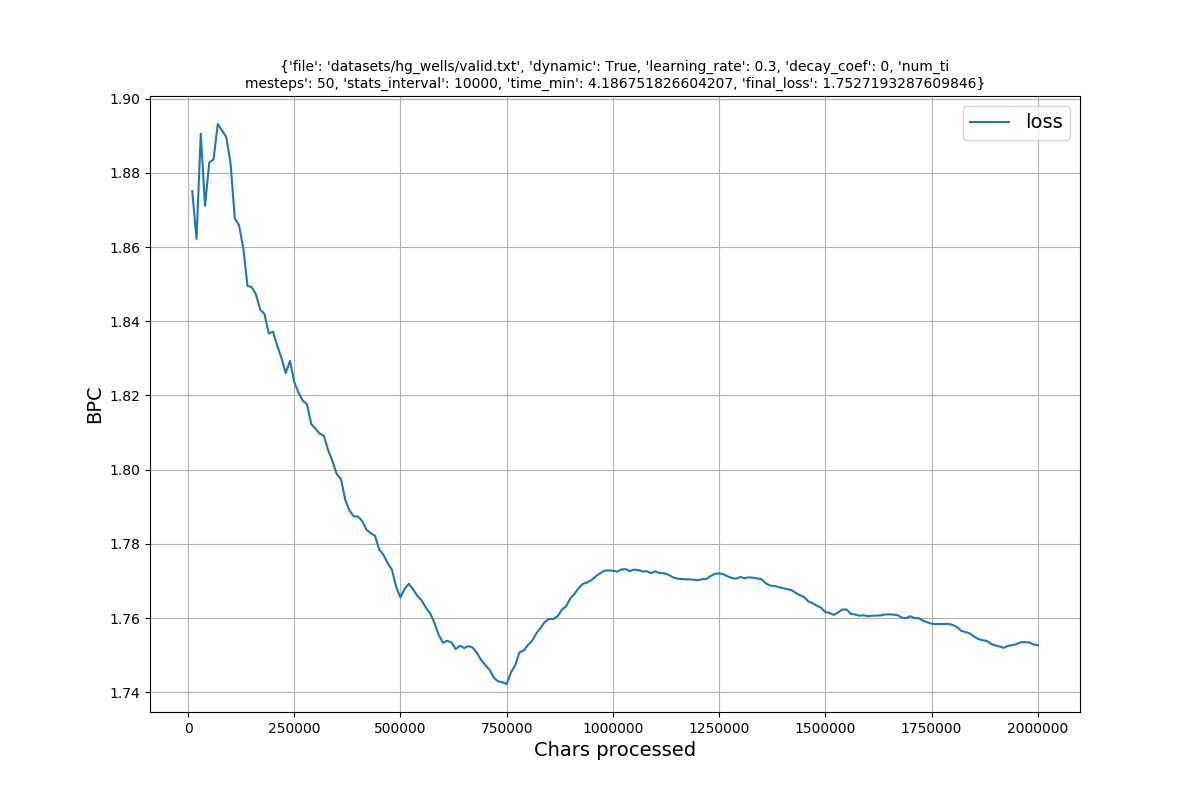 {'file': 'datasets/hg_wells/valid.txt', 'dynamic': True, 'learning_rate': 0.3, 'decay_coef': 0, 'num_ti
mesteps': 50, 'stats_interval': 10000, 'time_min': 4.186751826604207, 'final_loss': 1.7527193287609846}
1.90
loss
1.88
1.86
1.84
1.82
BPC
1.80
1.78
1.76
1.74
0 250000 500000 750000 1000000 1250000 1500000 1750000 2000000
Chars processed